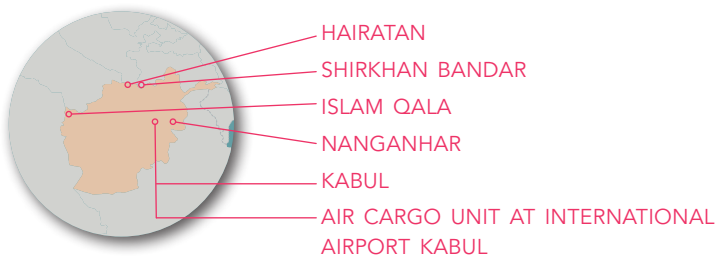 HAIRATAN
SHIRKHAN BANDAR
ISLAM QALA
NANGANHAR
KABUL
AIR CARGO UNIT AT INTERNATIONAL
AIRPORT KABUL